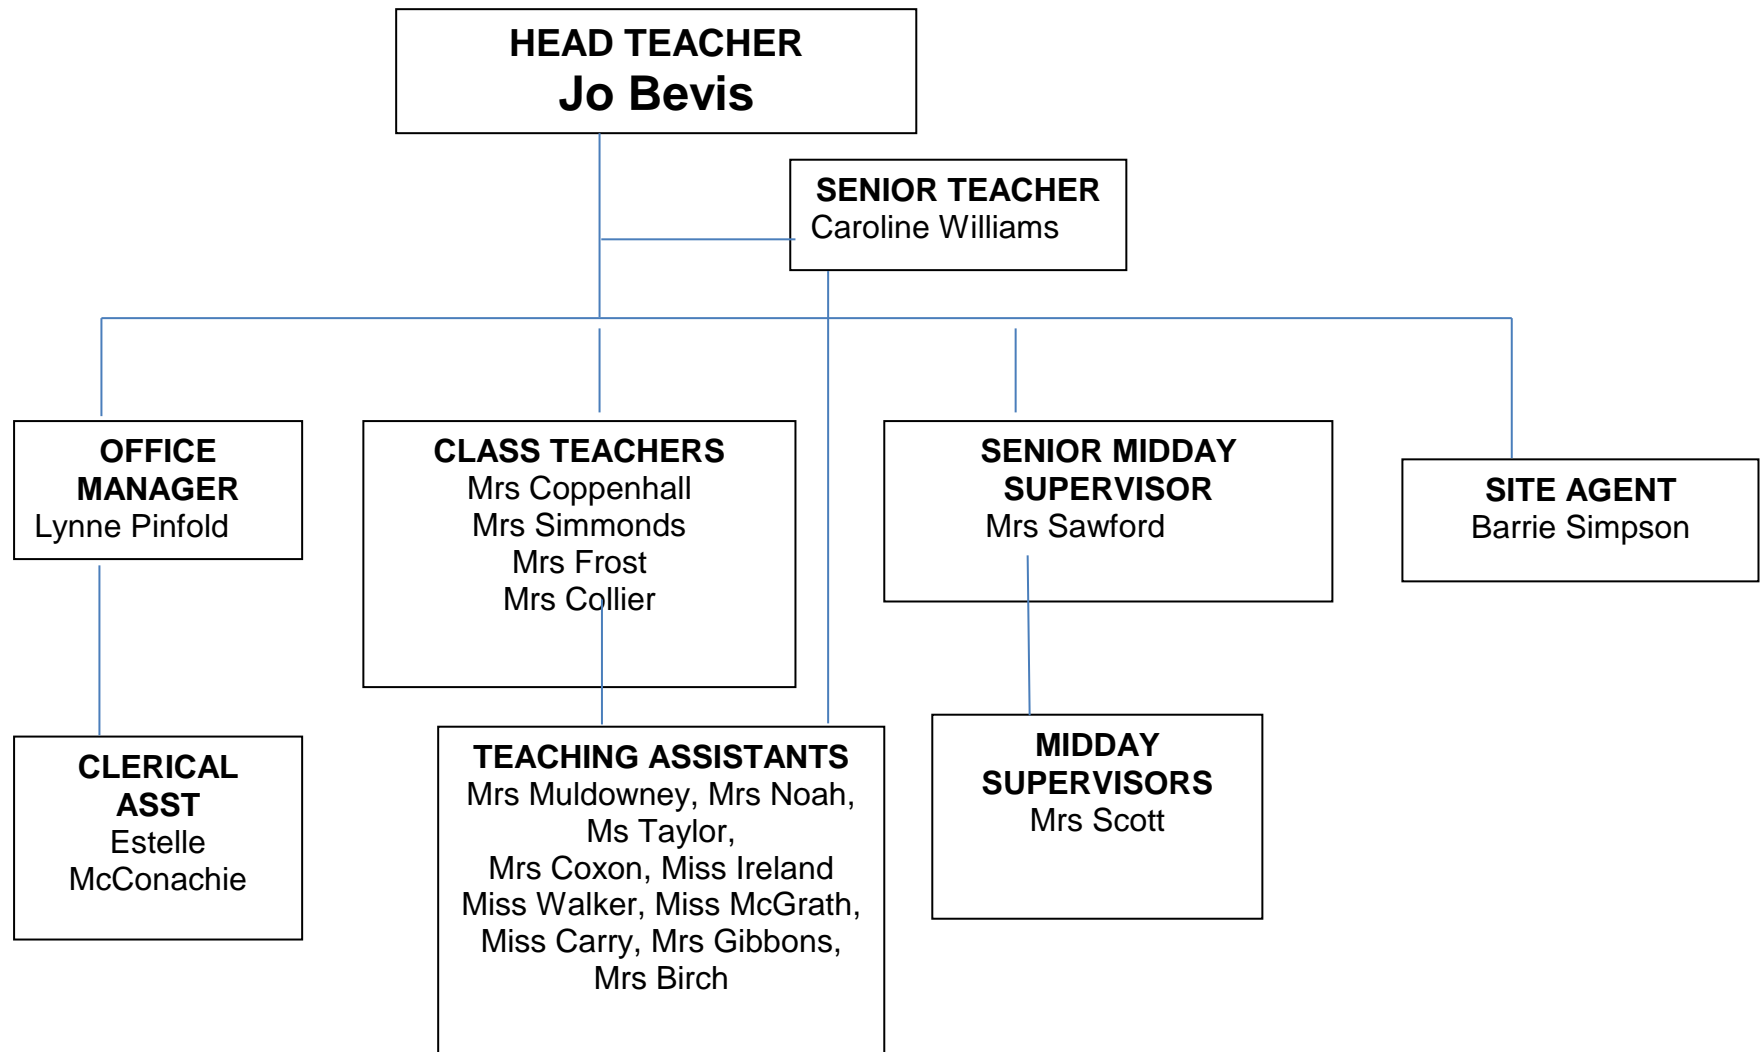 HEAD TEACHER
Jo Bevis
SENIOR TEACHER
Caroline Williams
OFFICE
MANAGER
Lynne Pinfold
CLASS TEACHERS
Mrs Coppenhall
Mrs Simmonds
Mrs Frost
Mrs Collier
SENIOR MIDDAY
SUPERVISOR
Mrs Sawford
SITE AGENT
Barrie Simpson
CLERICAL
ASST
Estelle
McConachie
TEACHING ASSISTANTS
Mrs Muldowney, Mrs Noah,
Ms Taylor,
Mrs Coxon, Miss Ireland
Miss Walker, Miss McGrath,
Miss Carry, Mrs Gibbons,
Mrs Birch
MIDDAY
SUPERVISORS
Mrs Scott